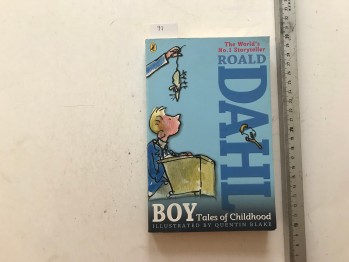 71
The World's
No.1 Storyteller
ROALD
DAHL
BOY Tales of Childhood
ILLUSTRATED BY QUENTIN BLAKE